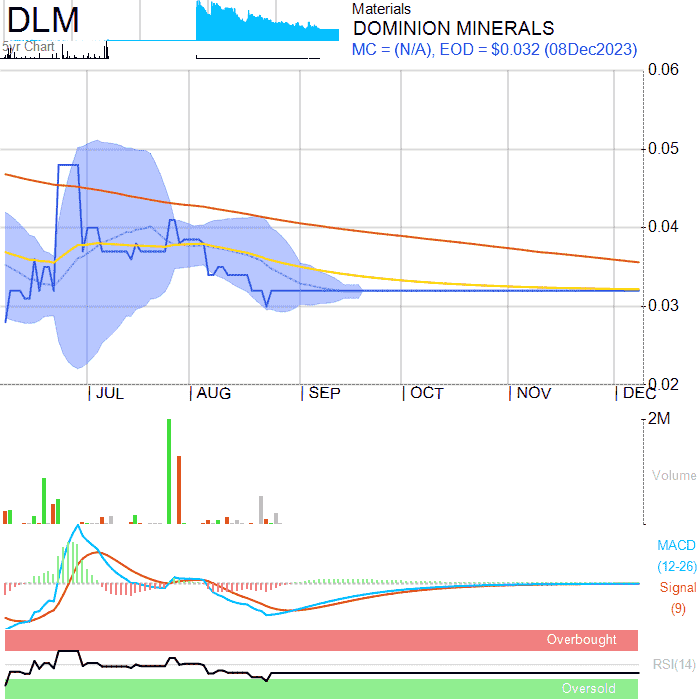 DLM
5yr Chart
Materials
DOMINION MINERALS
MC = (N/A), EOD = $0.032 (08Dec2023)
0.06
0.05
0.04
0.03
0.02
JUL AUG SEP OCT NOV DEC
2M
Volume
MACD
(12-26)
Signal
(9)
Overbought
RSI(14)
Oversold